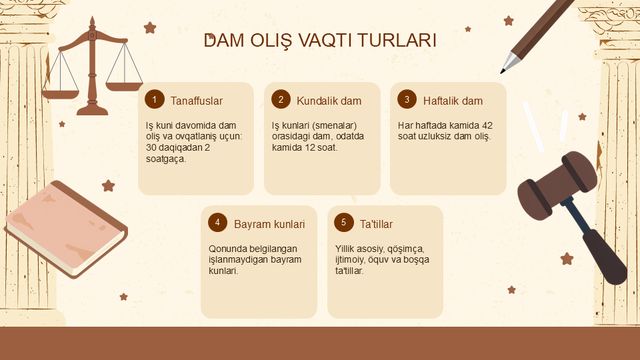 DAM OLIŞ VAQTI TURLARI
1 Tanaffuslar
Iş kuni davomida dam
oliş va ovqatlaniş uçun:
30 daqiqadan 2
soatgaça.
2 Kundalik dam
Iş kunlari (smenalar)
orasidagi dam, odatda
kamida 12 soat.
3 Haftalik dam
Har haftada kamida 42
soat uzluksiz dam oliş.
4 Bayram kunlari
Qonunda belgilangan
işlanmaydigan bayram
kunlari.
5 Ta'tillar
Yillik asosiy, qöşimça,
ijtimoiy, öquv va boşqa
ta'tillar.